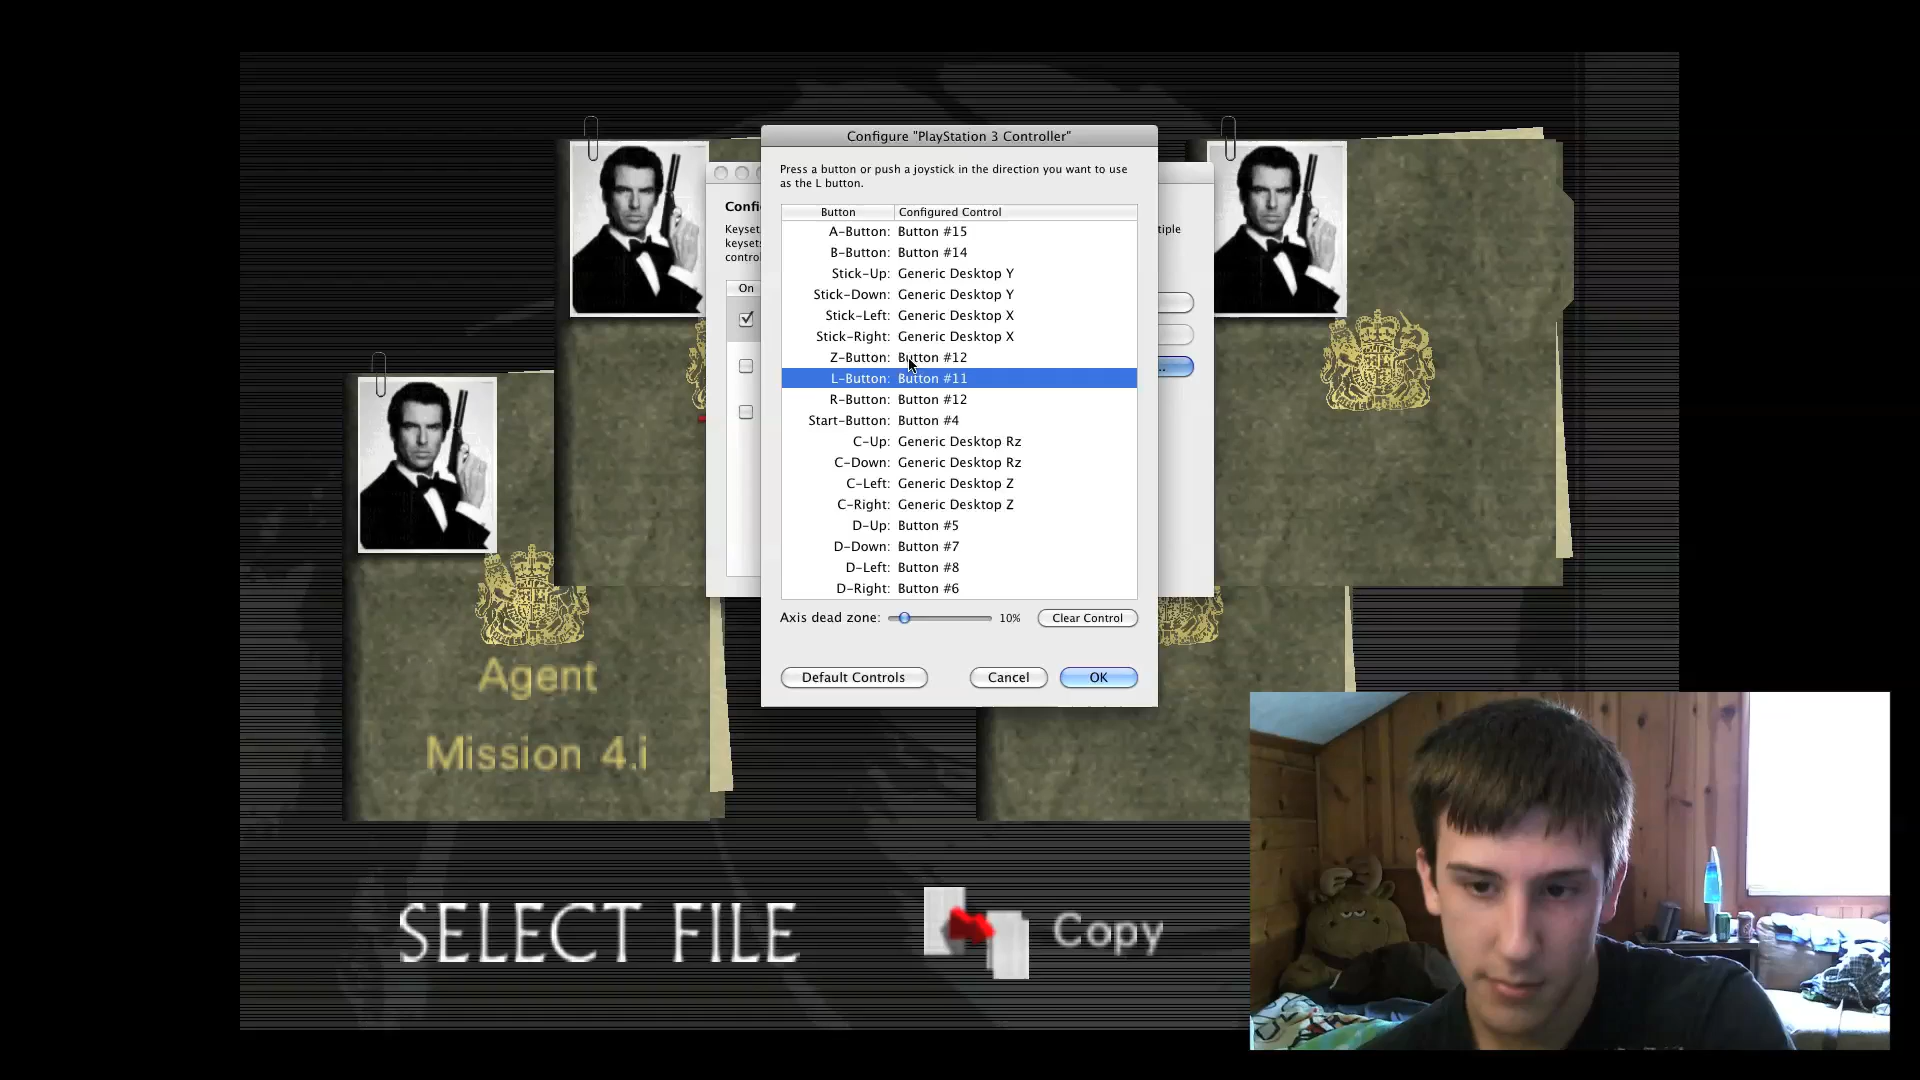 Configure "PlayStation 3 Controller"
Press a button or push a joystick in the direction you want to use
as the L button.
Button Configured Control
A-Button: Button #15
B-Button: Button #14
Stick-Up: Generic Desktop Y
Stick-Down: Generic Desktop Y
Stick-Left: Generic Desktop X
Stick-Right: Generic Desktop X
Z-Button: Button #12
L-Button: Button #11
R-Button: Button #12
Start-Button: Button #4
C-Up: Generic Desktop Rz
C-Down: Generic Desktop Rz
C-Left: Generic Desktop Z
C-Right: Generic Desktop Z
D-Up: Button #5
D-Down: Button #7
D-Left: Button #8
D-Right: Button #6
Axis dead zone: 10% Clear Control
Default Controls Cancel OK
Confi
Keyset
keysets
contro
tiple
On
...
Agent
Mission 4.i
SELECT FILE
Copy